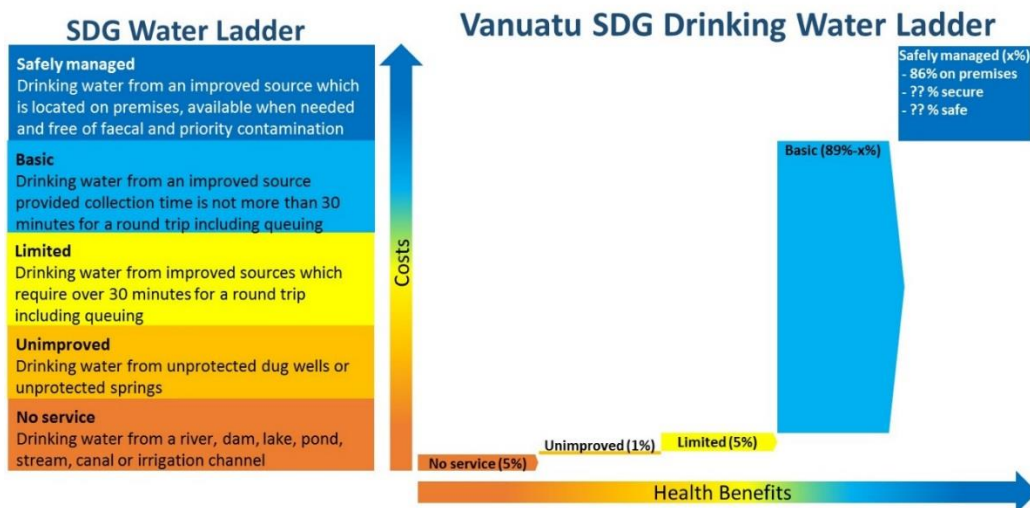 SDG Water Ladder
Safely managed
Drinking water from an improved source which
is located on premises, available when needed
and free of faecal and priority contamination
Basic
Drinking water from an improved source
provided collection time is not more than 30
minutes for a round trip including queuing
Limited
Drinking water from improved sources which
require over 30 minutes for a round trip
including queuing
Unimproved
Drinking water from unprotected dug wells or
unprotected springs
No service
Drinking water from a river, dam, lake, pond,
stream, canal or irrigation channel
Costs
Vanuatu SDG Drinking Water Ladder
Safely managed (x%)
- 86% on premises
- ?? % secure
- ?? % safe
Basic (89%-x%)
Limited (5%)
Unimproved (1%)
No service (5%)
Health Benefits